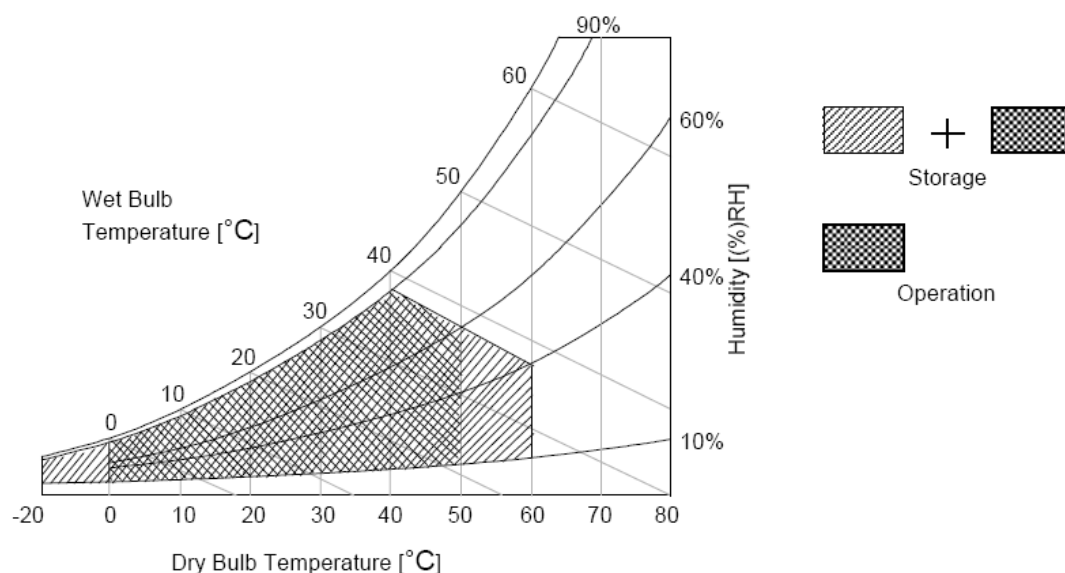 90%
60
60%
50
Wet Bulb
Temperature [°C]
40
40%
30
20
10
0
10%
Humidity [(%)RH]
-20 0 10 20 30 40 50 60 70 80
Dry Bulb Temperature [°C]
+
Storage
Operation